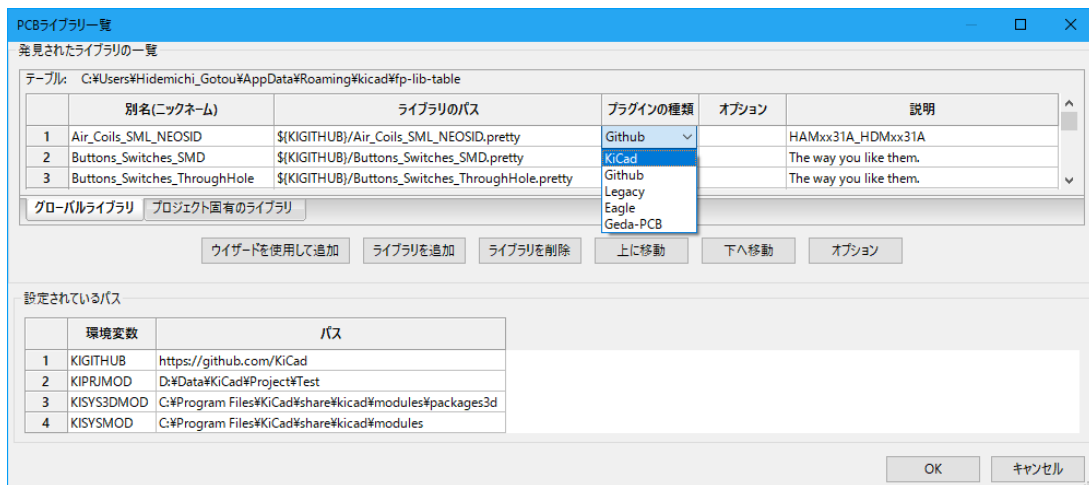 PCBライブラリ一覧
発見されたライブラリの一覧
テーブル: C:¥Users¥Hidemichi_Gotou¥AppData¥Roaming¥kicad¥fp-lib-table
別名(ニックネーム) ライブラリのパス プラグインの種類 オプション 説明
1 Air_Coils_SML_NEOSID ${KIGITHUB}/Air_Coils_SML_NEOSID.pretty Github HAMxx31A_HDMxx31A
2 Buttons_Switches_SMD ${KIGITHUB}/Buttons_Switches_SMD.pretty KiCad The way you like them.
3 Buttons_Switches_ThroughHole ${KIGITHUB}/Buttons_Switches_ThroughHole.pretty Github The way you like them.
Legacy
Eagle
Geda-PCB
グローバルライブラリ プロジェクト固有のライブラリ
ウイザードを使用して追加 ライブラリを追加 ライブラリを削除 上に移動 下へ移動 オプション
設定されているパス
環境変数 パス
1 KIGITHUB https://github.com/KiCad
2 KIPRJMOD D:¥Data¥KiCad¥Project¥Test
3 KISYS3DMOD C:¥Program Files¥KiCad¥share¥kicad¥modules¥packages3d
4 KISYSMOD C:¥Program Files¥KiCad¥share¥kicad¥modules
OK キャンセル